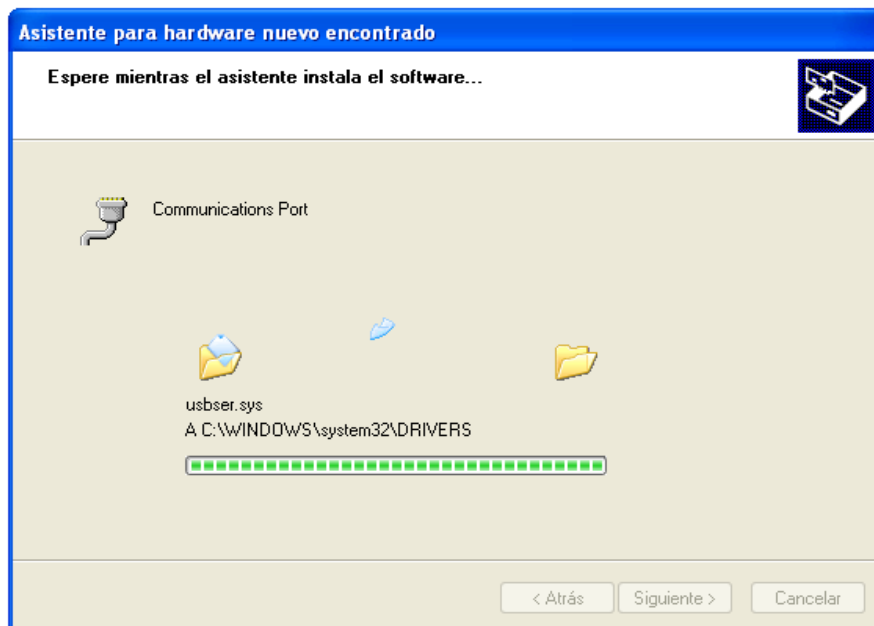 Asistente para hardware nuevo encontrado
Espere mientras el asistente instala el software...
Communications Port
usbser.sys
A C:\WINDOWS\system32\DRIVERS
< Atrás
Siguiente >
Cancelar